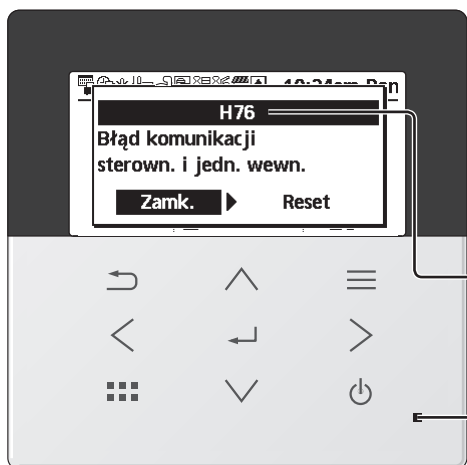 H76
Błąd komunikacji
sterown. i jedn. wewn.
Zamk. Reset